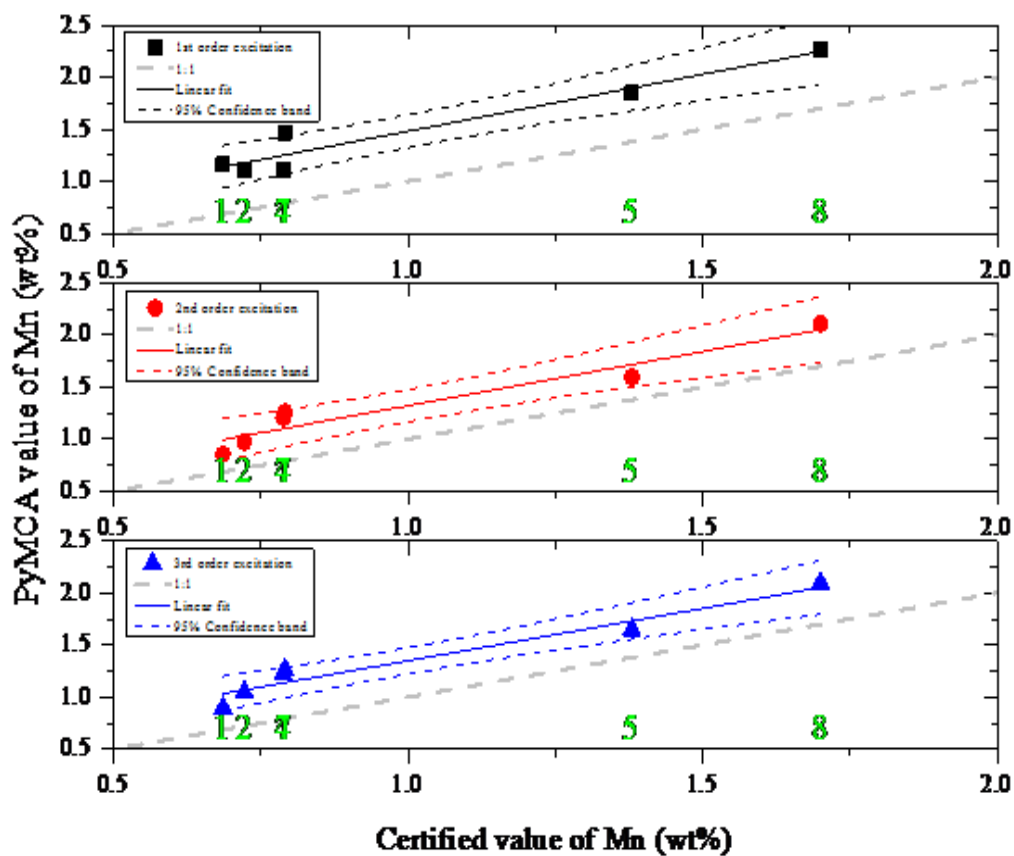 PyMCA value of Mn (wt%)
2.5
2.0
1.5
1.0
0.5
1st order excitation
1:1
Linear fit
95% Confidence band
1 2 7 5 8
0.5 1.0 1.5 2.0
2.5
2.0
1.5
1.0
0.5
2nd order excitation
1:1
Linear fit
95% Confidence band
1 2 7 5 8
0.5 1.0 1.5 2.0
2.5
2.0
1.5
1.0
0.5
3rd order excitation
1:1
Linear fit
95% Confidence band
1 2 7 5 8
0.5 1.0 1.5 2.0
Certified value of Mn (wt%)